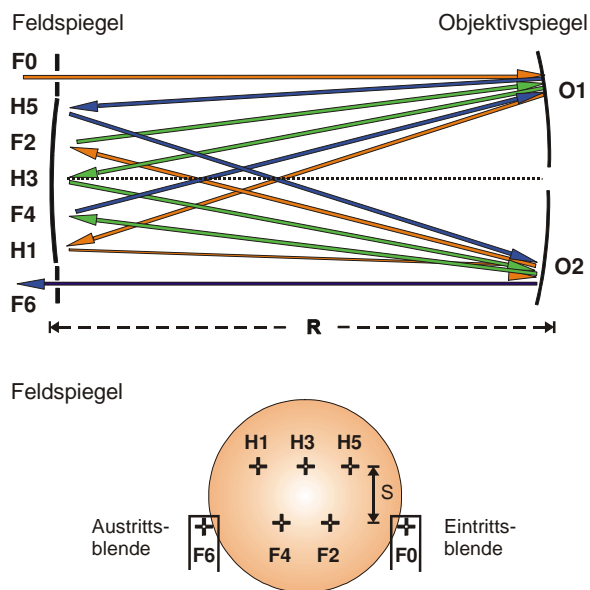 Feldspiegel Objektivspiegel
F0
O1
H5
F2
H3
F4
H1
O2
F6
R
Feldspiegel
H1 H3 H5
S
Austritts- Eintritts-
blende blende
F6 F4 F2 F0